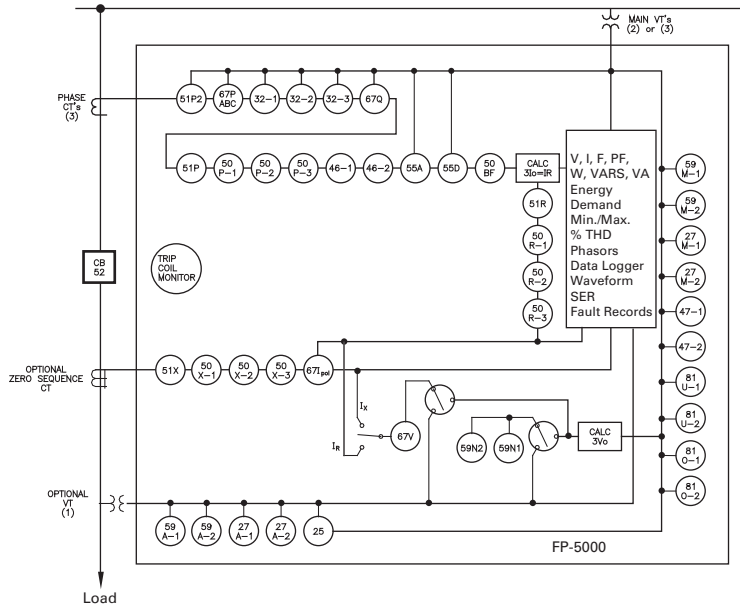 MAIN VT's
(2) or (3)
PHASE
CT's
(3)
51P2
67P
ABC
32-1
32-2
32-3
67Q
51P
50
P-1
50
P-2
50
P-3
46-1
46-2
55A
55D
50
BF
CALC
3Io=IR
V, I, F, PF,
W, VARS, VA
Energy
Demand
Min./Max.
% THD
Phasors
Data Logger
Waveform
SER
Fault Records
51R
50
R-1
50
R-2
50
R-3
59
M-1
59
M-2
27
M-1
27
M-2
47-1
47-2
81
U-1
81
U-2
81
O-1
81
O-2
CB
52
TRIP
COIL
MONITOR
OPTIONAL
ZERO SEQUENCE
CT
51X
50
X-1
50
X-2
50
X-3
67Ipol
IX
IR
67V
59N2
59N1
CALC
3Vo
OPTIONAL
VT
(1)
59
A-1
59
A-2
27
A-1
27
A-2
25
FP-5000
Load